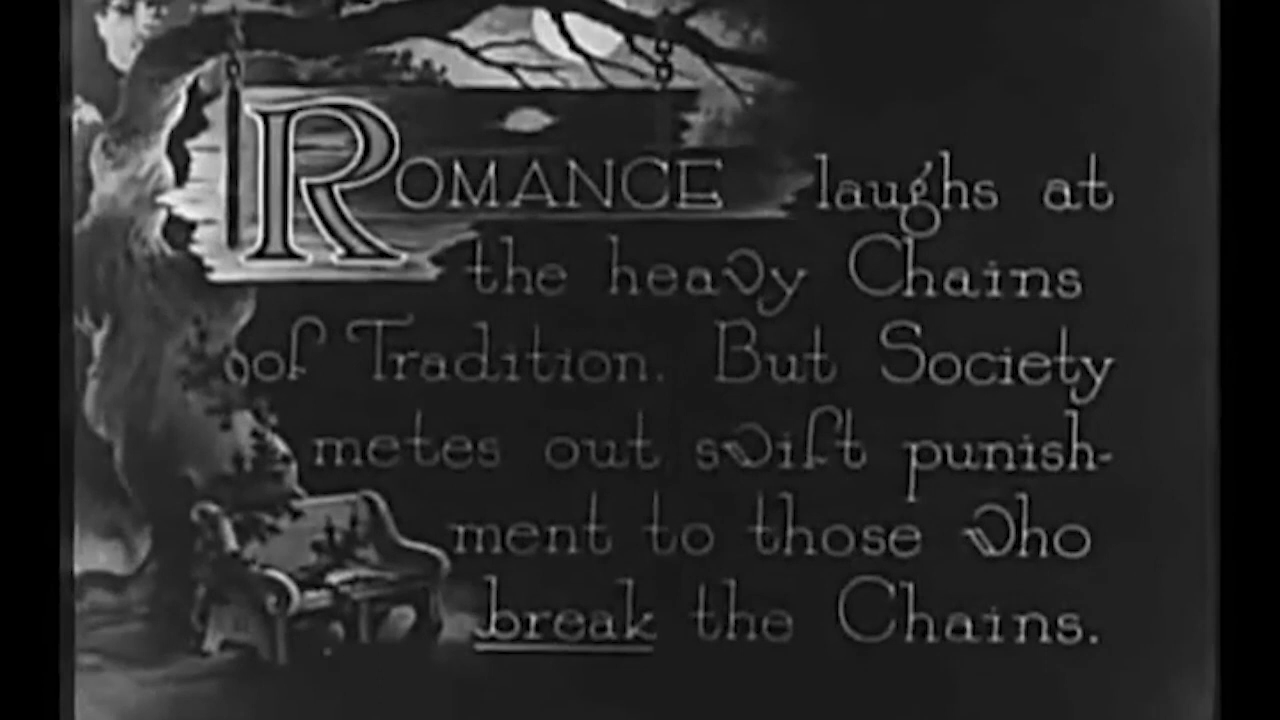 ROMANCE laughs at
the heavy Chains
of Tradition. But Society
metes out swift punish-
ment to those who
break the Chains.